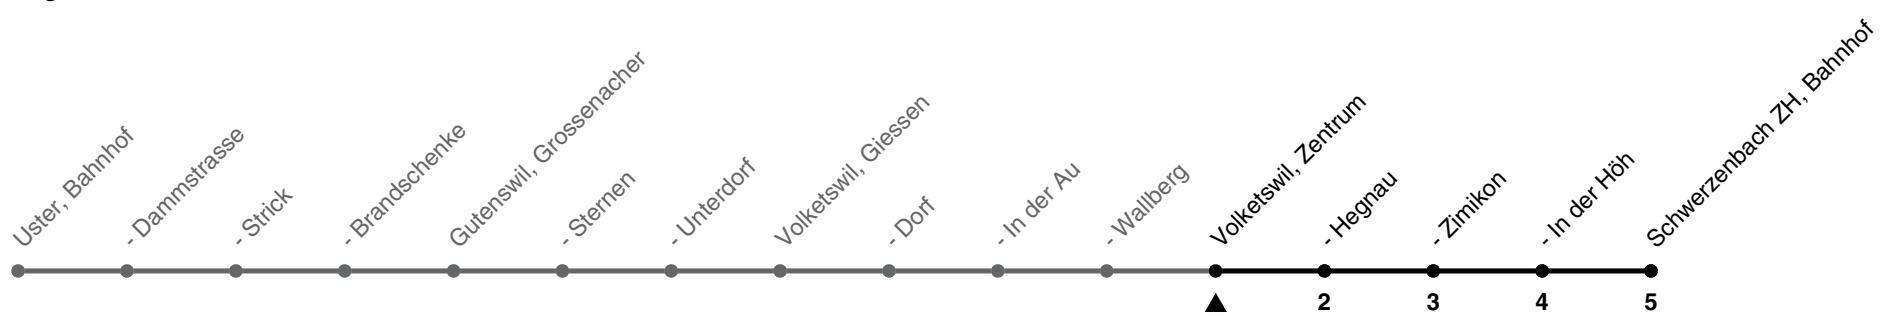 Uster, Bahnhof
- Dammstrasse
- Strick
- Brandschenke
Gutenswil, Grossenacher
- Sternen
- Unterdorf
Volketswil, Giessen
- Dorf
- In der Au
- Wallberg
Volketswil, Zentrum
- Hegnau
- Zimikon
- In der Höh
Schwerzenbach ZH, Bahnhof
2 3 4 5